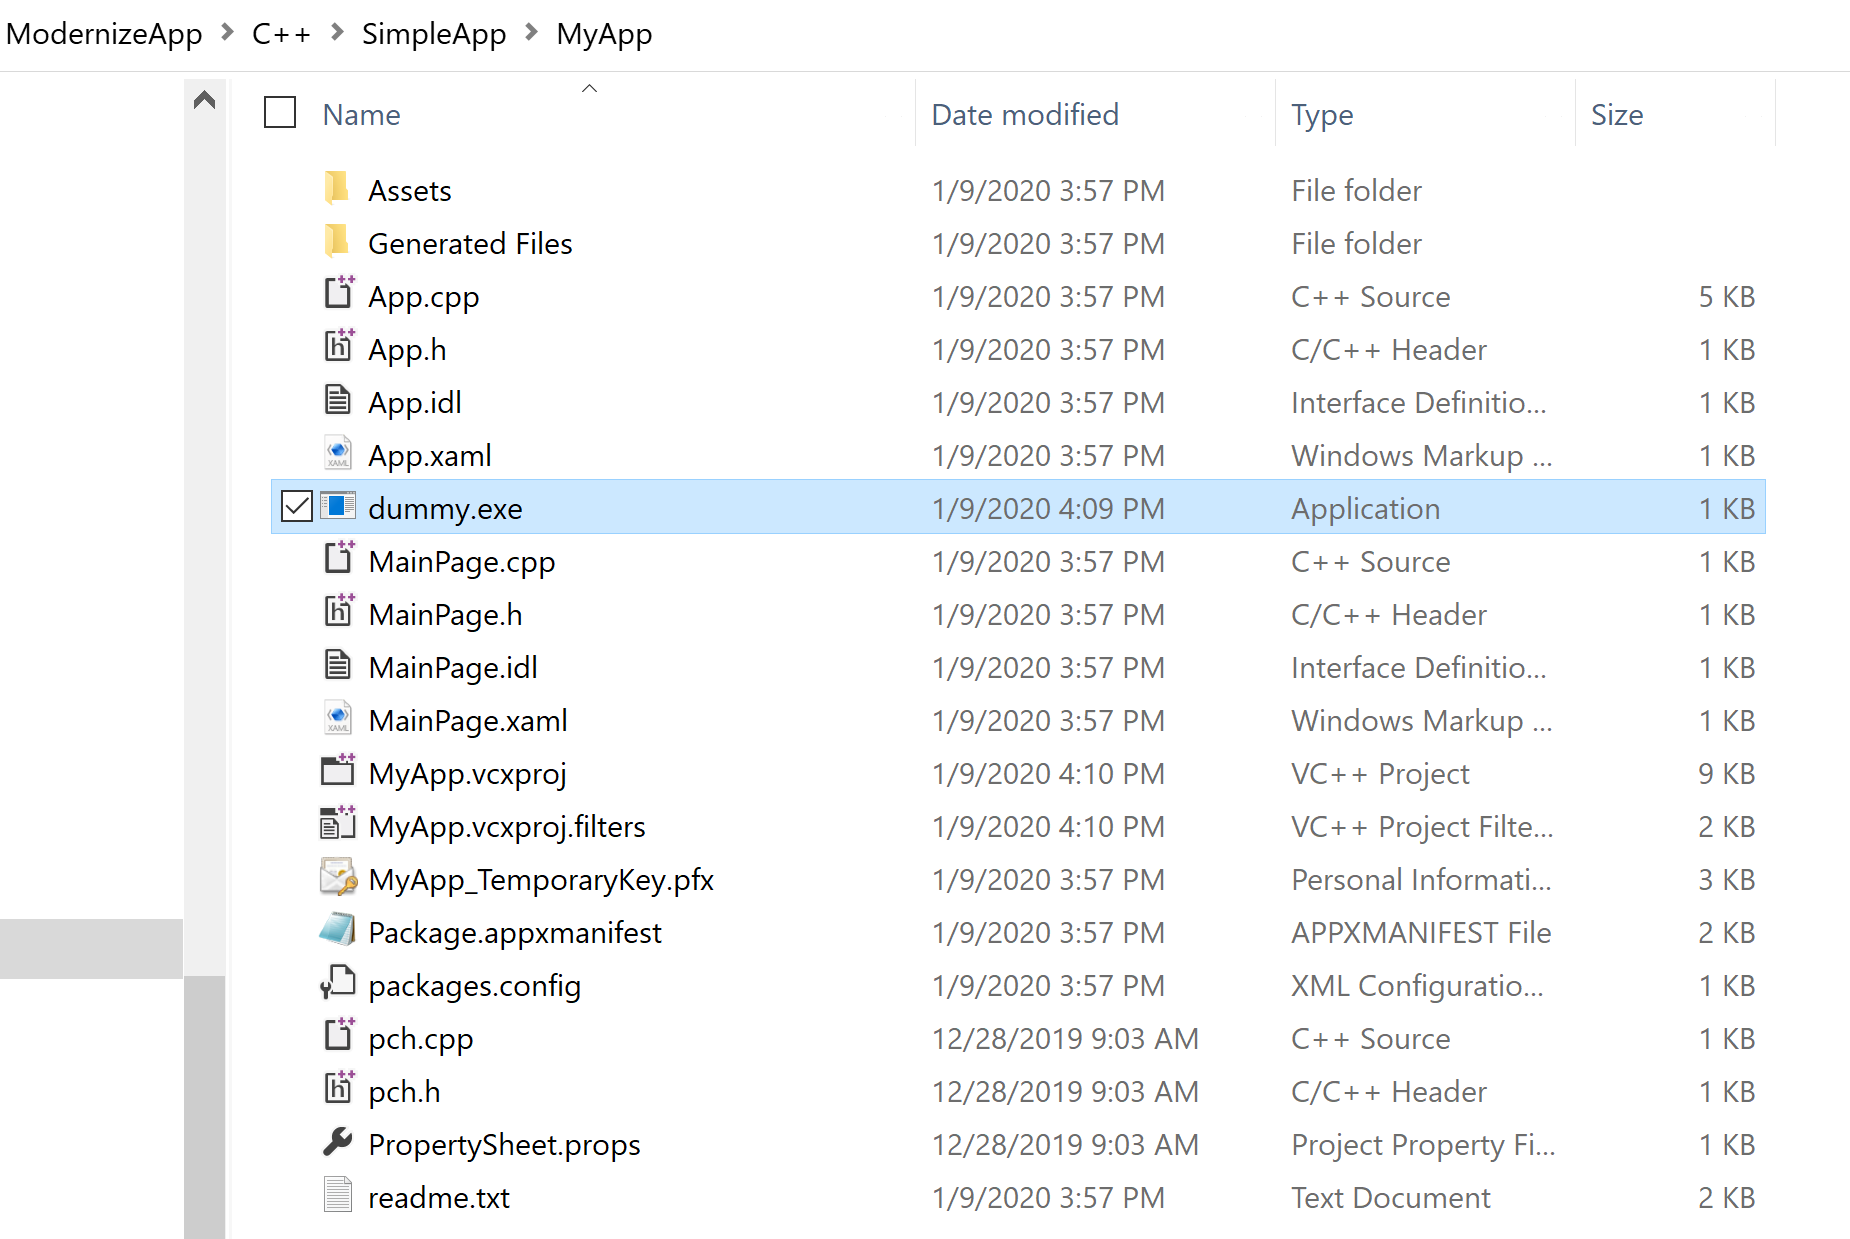 ModernizeApp > C++ > SimpleApp > MyApp
Name Date modified Type Size
Assets 1/9/2020 3:57 PM File folder
Generated Files 1/9/2020 3:57 PM File folder
App.cpp 1/9/2020 3:57 PM C++ Source 5 KB
App.h 1/9/2020 3:57 PM C/C++ Header 1 KB
App.idl 1/9/2020 3:57 PM Interface Definitio... 1 KB
App.xaml 1/9/2020 3:57 PM Windows Markup ... 1 KB
dummy.exe 1/9/2020 4:09 PM Application 1 KB
MainPage.cpp 1/9/2020 3:57 PM C++ Source 1 KB
MainPage.h 1/9/2020 3:57 PM C/C++ Header 1 KB
MainPage.idl 1/9/2020 3:57 PM Interface Definitio... 1 KB
MainPage.xaml 1/9/2020 3:57 PM Windows Markup ... 1 KB
MyApp.vcxproj 1/9/2020 4:10 PM VC++ Project 9 KB
MyApp.vcxproj.filters 1/9/2020 4:10 PM VC++ Project Filte... 2 KB
MyApp_TemporaryKey.pfx 1/9/2020 3:57 PM Personal Informati... 3 KB
Package.appxmanifest 1/9/2020 3:57 PM APPXMANIFEST File 2 KB
packages.config 1/9/2020 3:57 PM XML Configuratio... 1 KB
pch.cpp 12/28/2019 9:03 AM C++ Source 1 KB
pch.h 12/28/2019 9:03 AM C/C++ Header 1 KB
PropertySheet.props 12/28/2019 9:03 AM Project Property Fi... 1 KB
readme.txt 1/9/2020 3:57 PM Text Document 2 KB